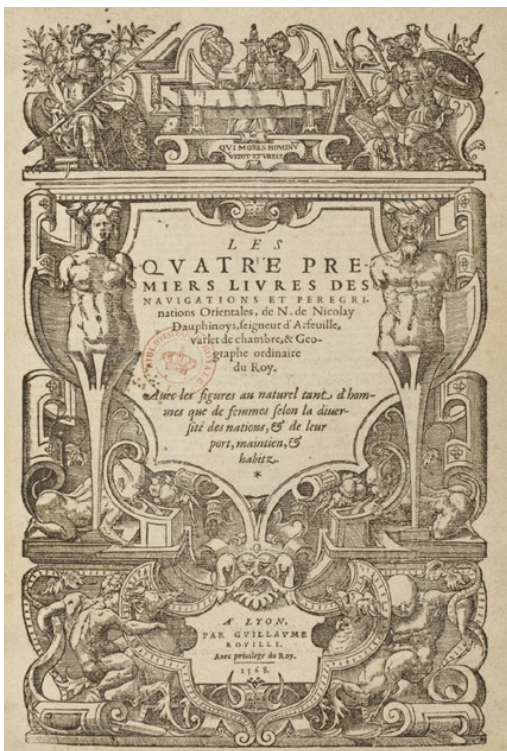 QVI MORES HOMINV
VIDIT ET VRBES
LES
QVATRE PRE-
MIERS LIVRES DES
NAVIGATIONS ET PEREGRI-
nations Orientales, de N. de Nicolay
Dauphinoys, seigneur d'Arfeuille,
varlet de chambre, & Geo-
graphe ordinaire
du Roy.
Auec les figures au naturel tant d'hom-
mes que de femmes selon la diuer-
sité des nations, & de leur
port, maintien, &
habitz.
*
A LYON,
PAR GVILLAVME
ROVILLE.
Auec priuilege du Roy.
1568.